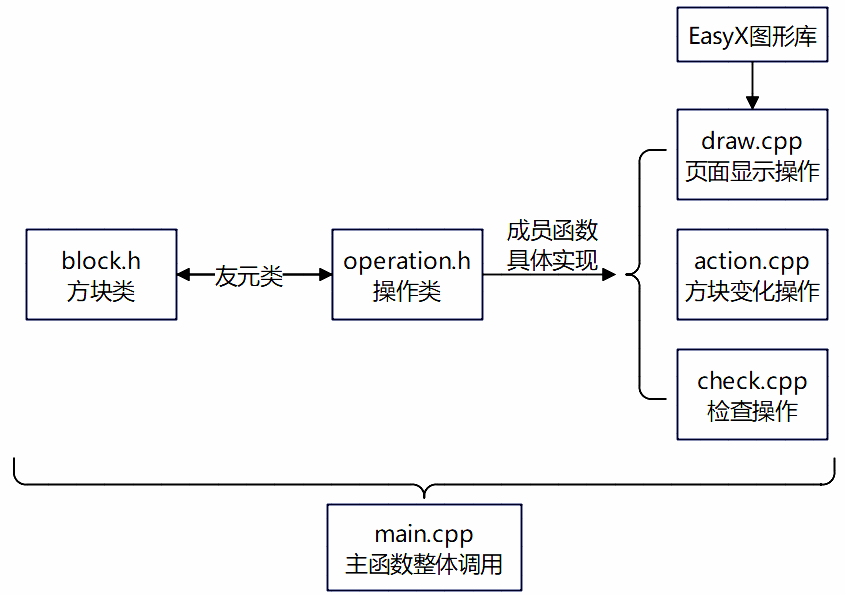 EasyX图形库
draw.cpp
页面显示操作
成员函数
具体实现
block.h
方块类
友元类
operation.h
操作类
action.cpp
方块变化操作
check.cpp
检查操作
main.cpp
主函数整体调用